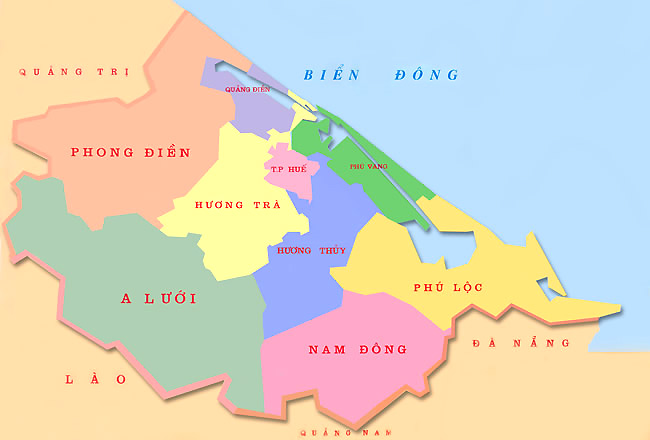 QUẢNG TRỊ
BIỂN ĐÔNG
QUẢNG ĐIỀN
PHONG ĐIỀN
T.P HUẾ
PHÚ VANG
HƯƠNG TRÀ
HƯƠNG THỦY
A LƯỚI
PHÚ LỘC
NAM ĐÔNG
ĐÀ NẴNG
LÀO
QUẢNG NAM